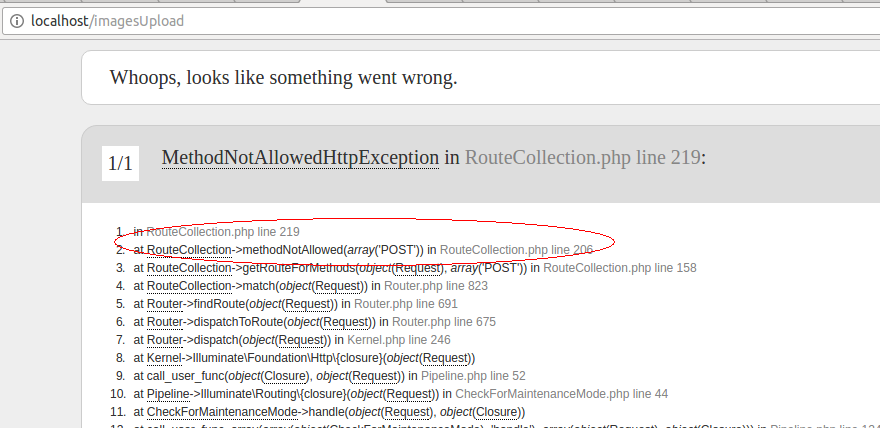 localhost/imagesUpload
Whoops, looks like something went wrong.
1/1 MethodNotAllowedHttpException in RouteCollection.php line 219:
1. in RouteCollection.php line 219
2. at RouteCollection->methodNotAllowed(array('POST')) in RouteCollection.php line 206
3. at RouteCollection->getRouteForMethods(object(Request), array('POST')) in RouteCollection.php line 158
4. at RouteCollection->match(object(Request)) in Router.php line 823
5. at Router->findRoute(object(Request)) in Router.php line 691
6. at Router->dispatchToRoute(object(Request)) in Router.php line 675
7. at Router->dispatch(object(Request)) in Kernel.php line 246
8. at Kernel->Illuminate\Foundation\Http\{closure}(object(Request))
9. at call_user_func(object(Closure), object(Request)) in Pipeline.php line 52
10. at Pipeline->Illuminate\Routing\{closure}(object(Request)) in CheckForMaintenanceMode.php line 44
11. at CheckForMaintenanceMode->handle(object(Request), object(Closure))